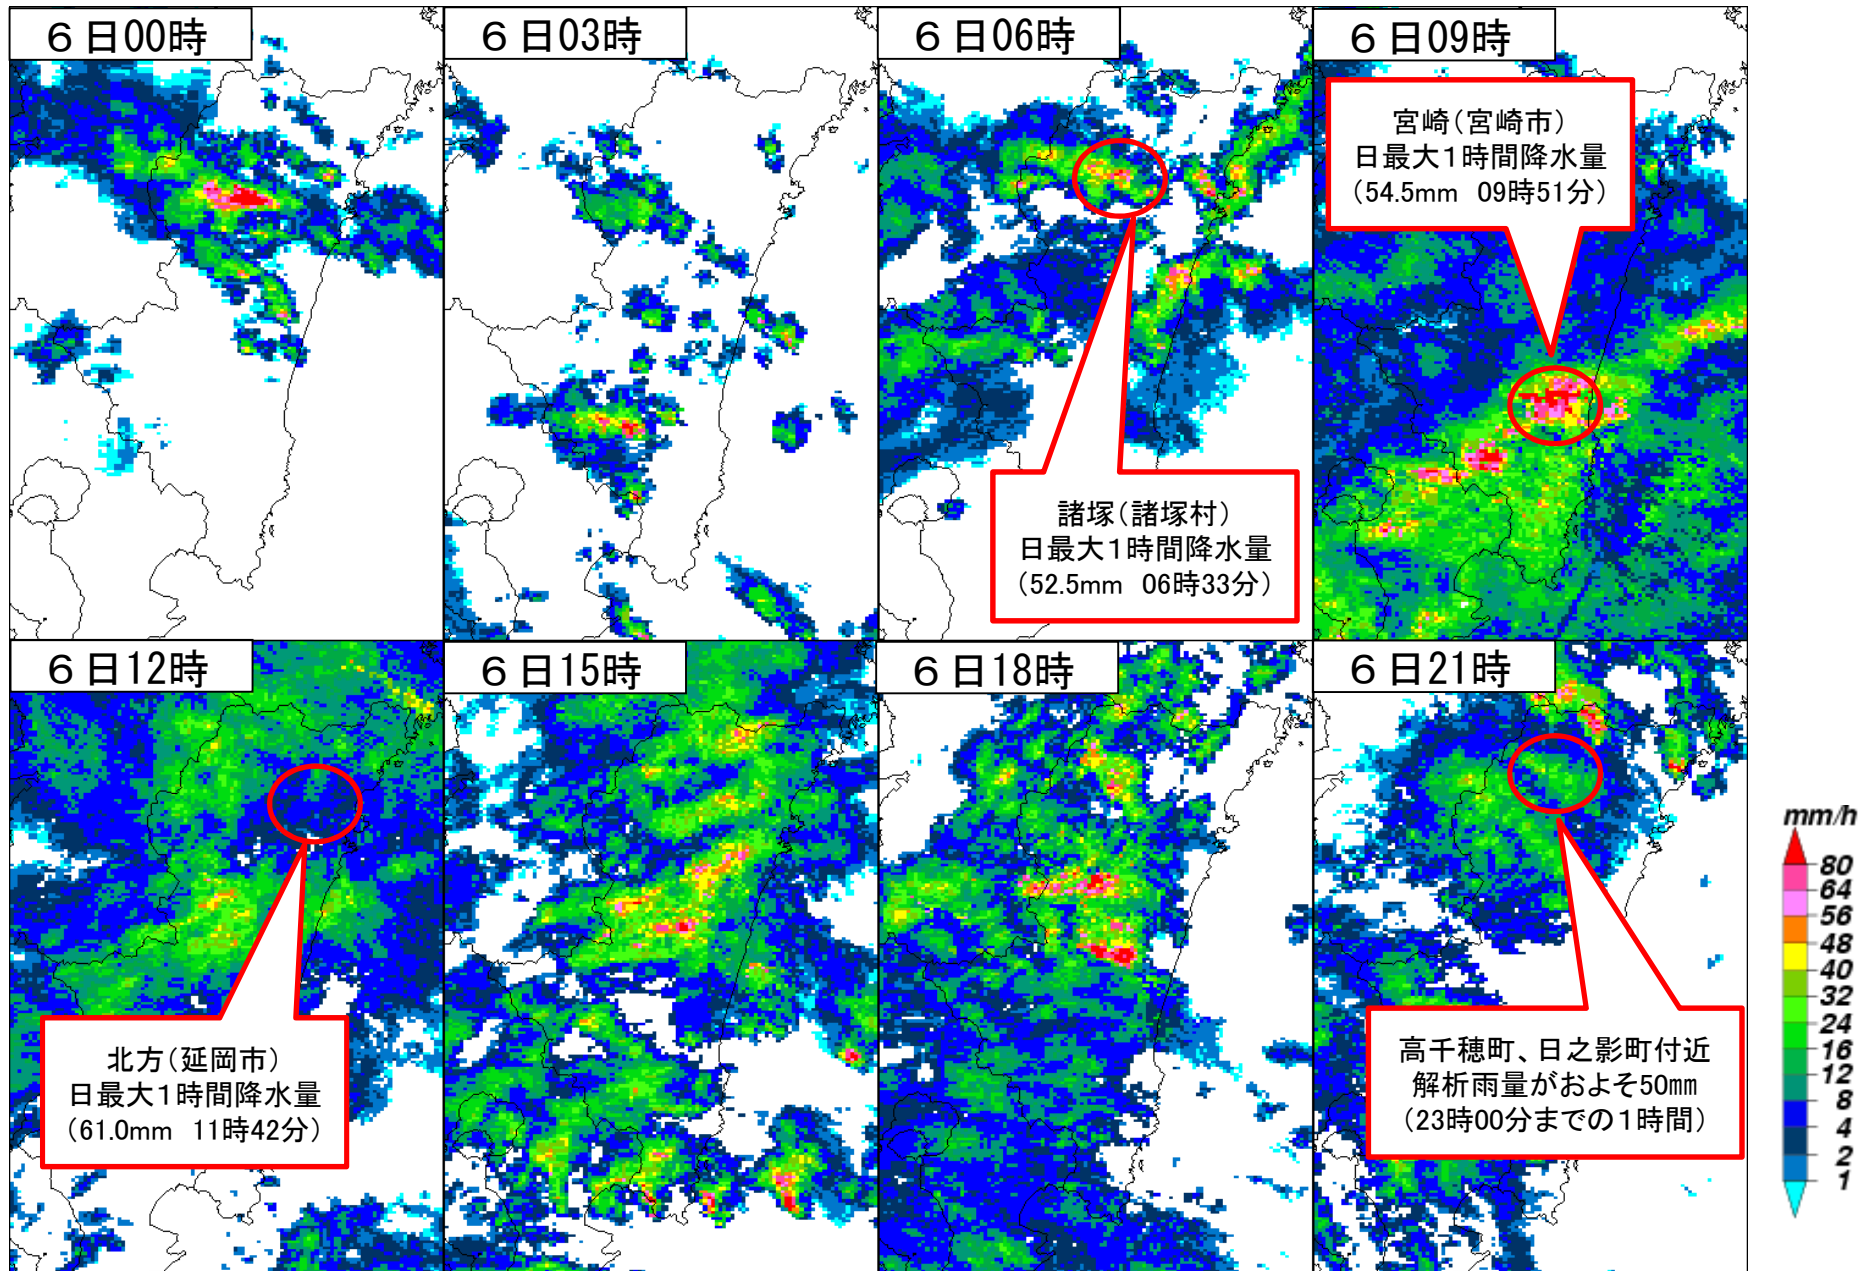 ６日00時
６日03時
６日06時
６日09時
宮崎（宮崎市）
日最大１時間降水量
（54.5mm 09時51分）
諸塚（諸塚村）
日最大１時間降水量
（52.5mm 06時33分）
６日12時
６日15時
６日18時
６日21時
北方（延岡市）
日最大１時間降水量
（61.0mm 11時42分）
高千穂町、日之影町付近
解析雨量がおよそ50㎜
（23時00分までの１時間）
mm/h
80
64
56
48
40
32
24
16
12
8
4
2
1